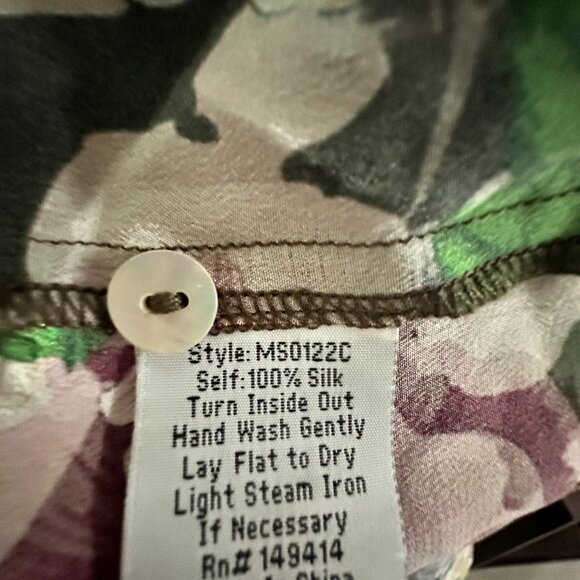 Style: MS0122C
Self: 100% Silk
Turn Inside Out
Hand Wash Gently
Lay Flat to Dry
Light Steam Iron
If Necessary
Rn# 149414
China